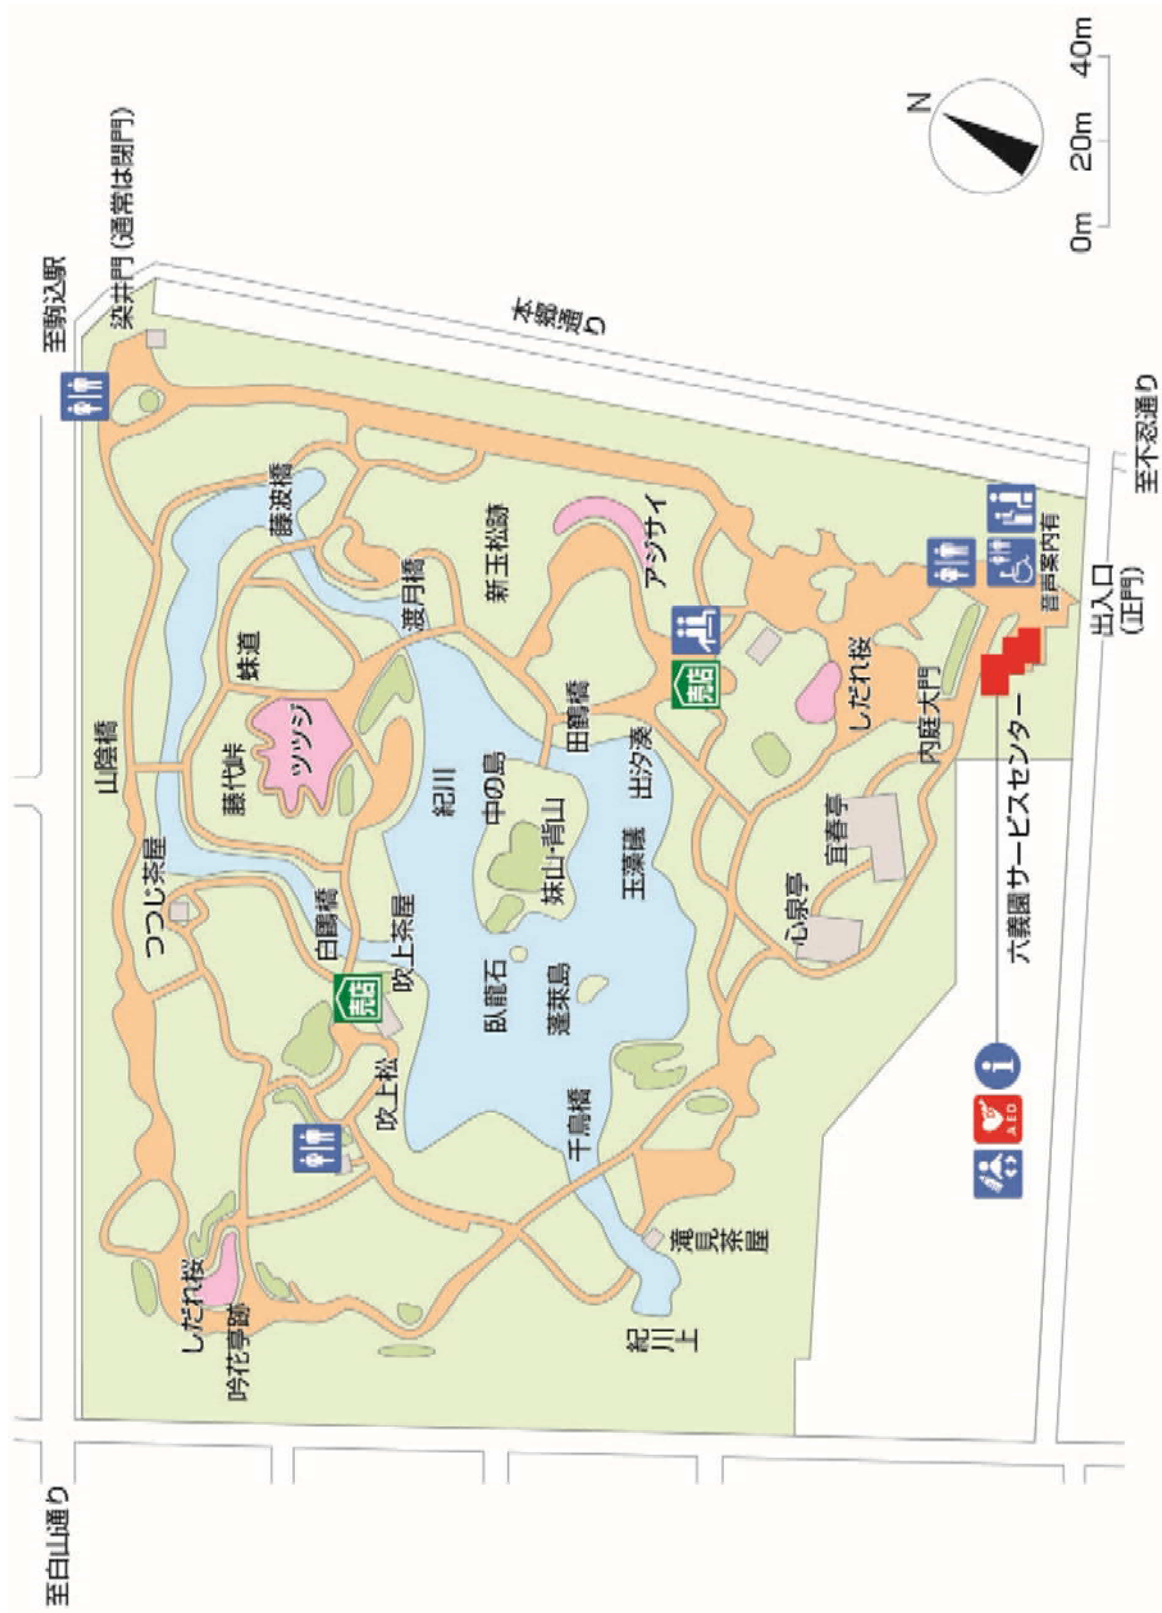 至白山通り
至駒込駅
染井門(通常は閉門)
山陰橋
つつじ茶屋
しだれ桜
吟花亭跡
藤代峠
蛛道
ツツジ
藤波橋
白鷗橋
売店
吹上茶屋
吹上松
渡月橋
紀川
中の島
新玉松跡
臥龍石
妹山・背山
蓬莱島
田鶴橋
千鳥橋
出汐湊
玉藻磯
アジサイ
本郷通り
紀川上
滝見茶屋
売店
しだれ桜
宜春亭
心泉亭
内庭大門
音声案内有
六義園サービスセンター
i
AED
出入口
(正門)
至不忍通り
N
0m 20m 40m